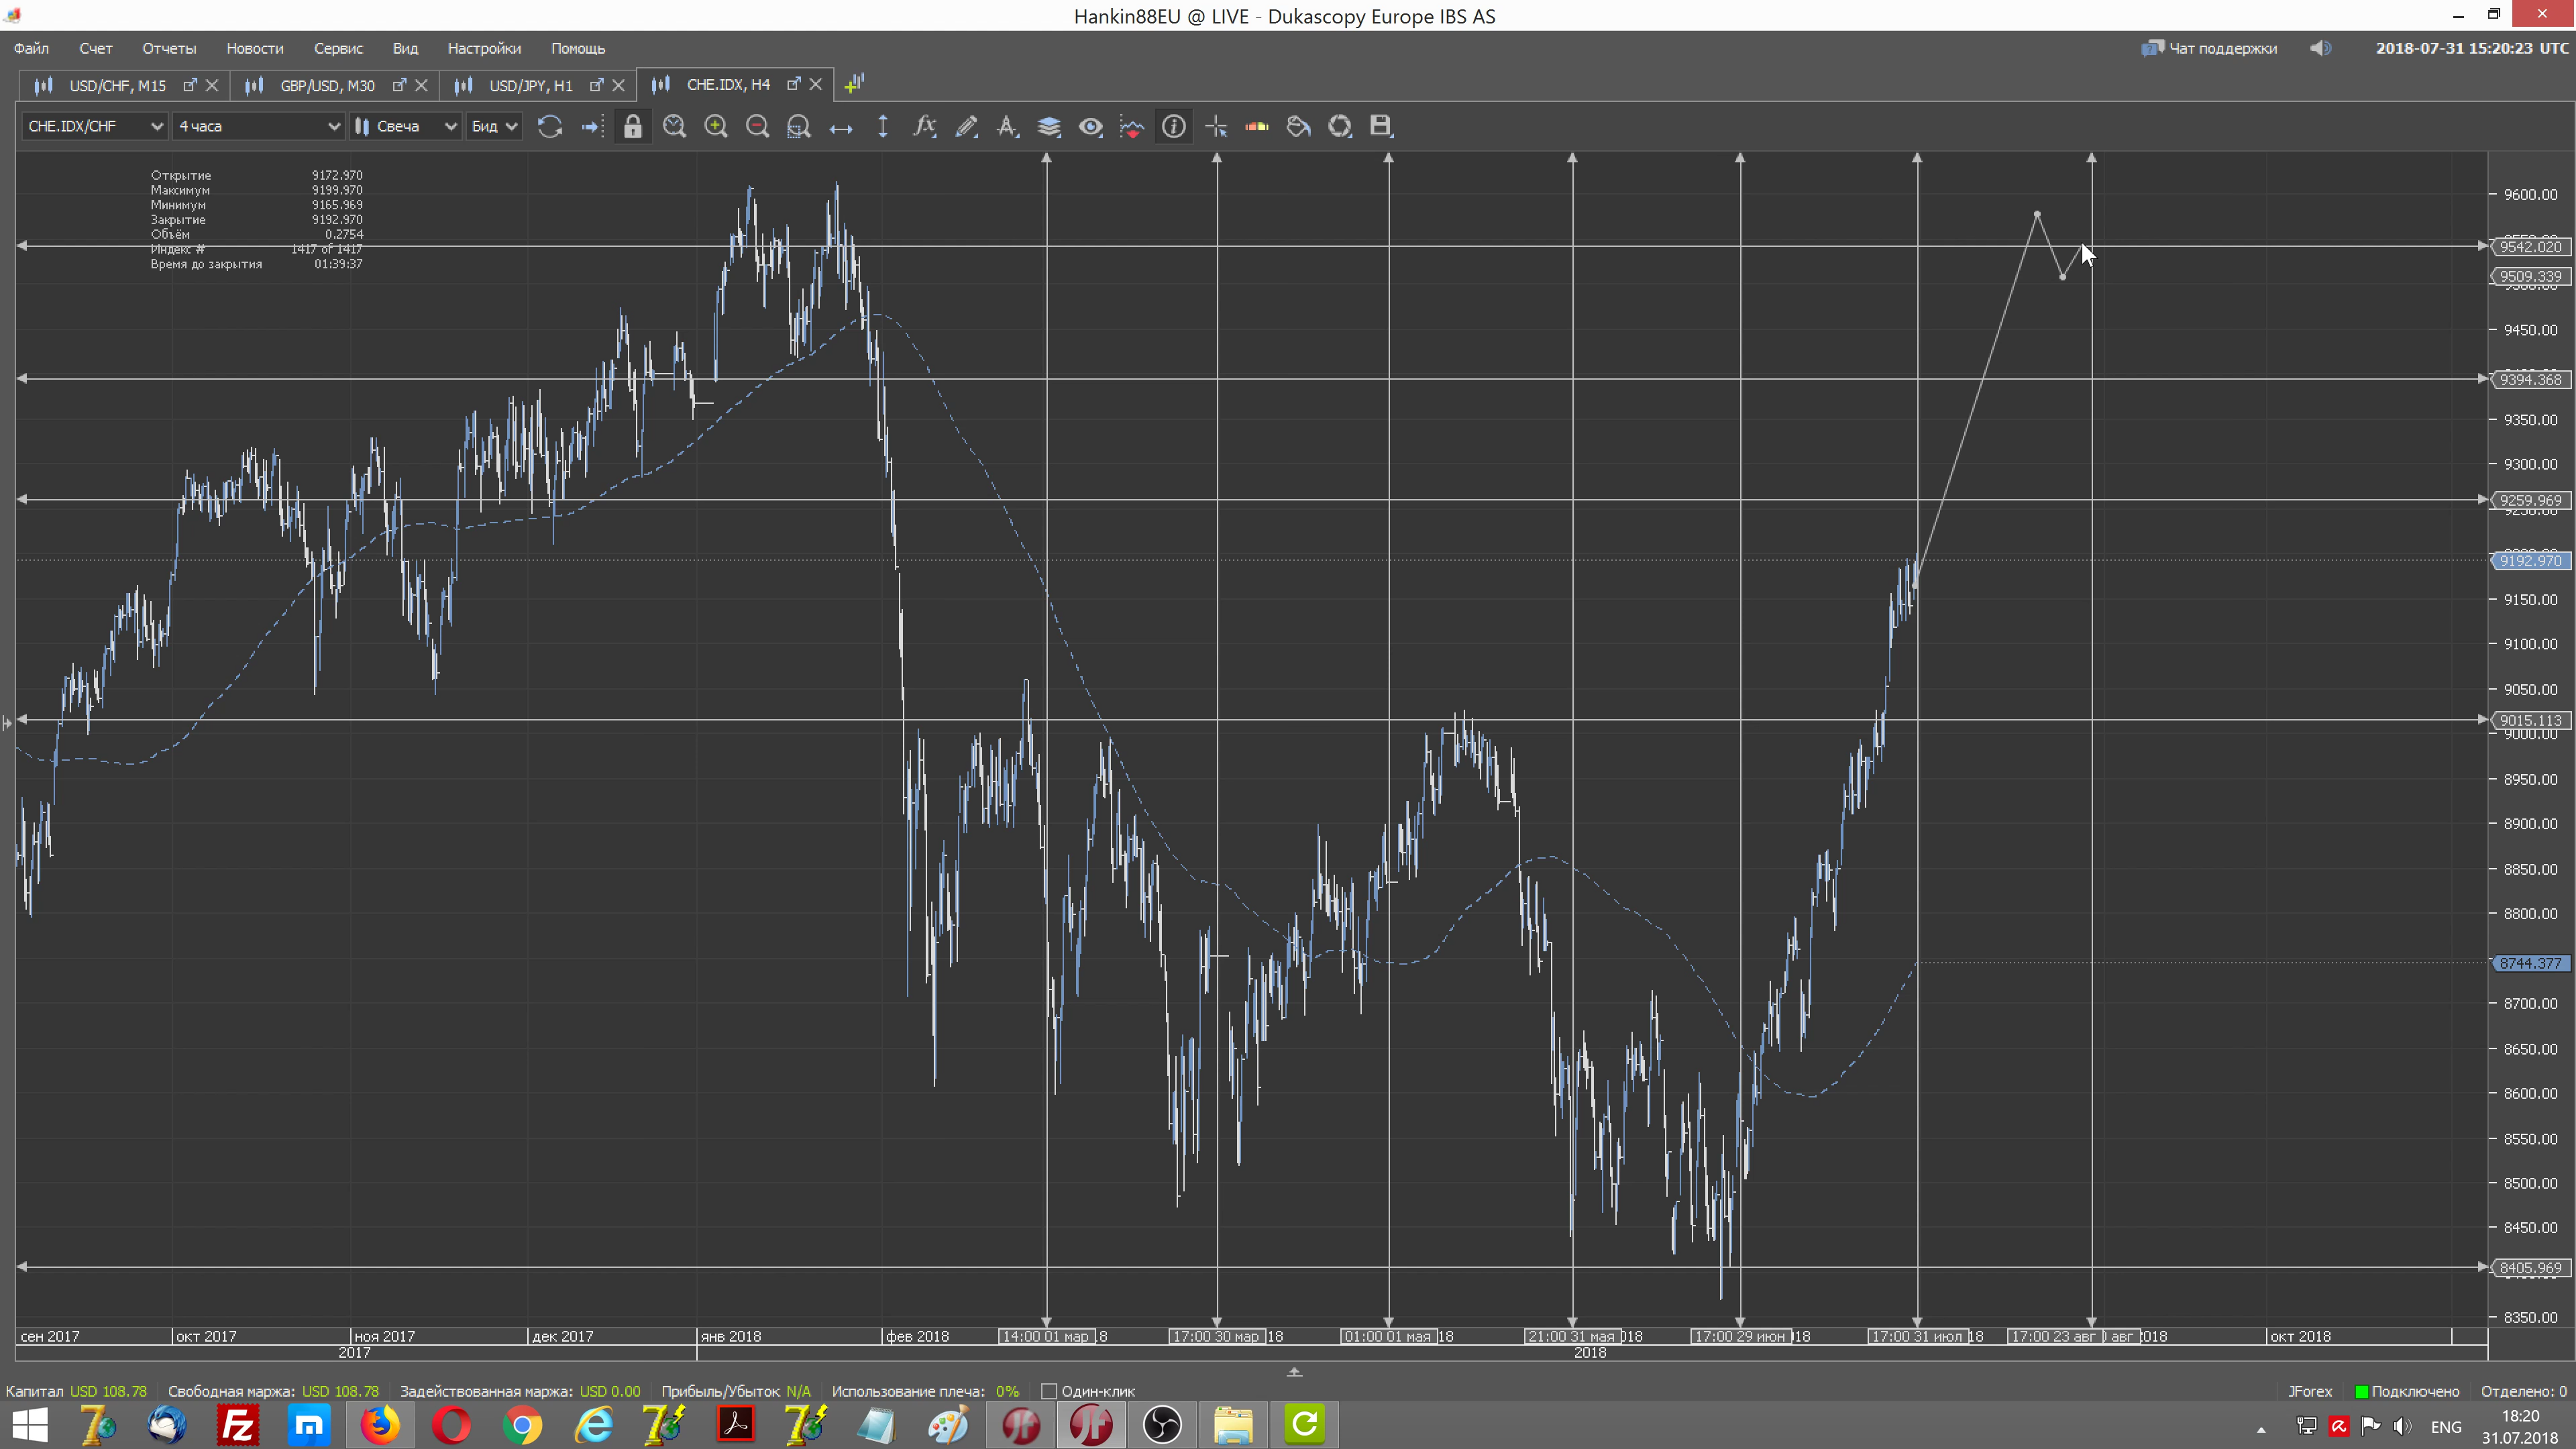 Hankin88EU @ LIVE - Dukascopy Europe IBS AS
Файл Счет Отчеты Новости Сервис Вид Настройки Помощь Чат поддержки 2018-07-31 15:20:23 UTC
USD/CHF, M15 GBP/USD, M30 USD/JPY, H1 CHE.IDX, H4
CHE.IDX/CHF 4 часа Свеча Бид
Открытие 9172.970
Максимум 9199.970
Минимум 9165.969
Закрытие 9192.970
Объём 0.2754
Индекс # 1417 of 1417
Время до закрытия 01:39:37
9600.00
9542.020
9509.339
9450.00
9394.368
9350.00
9300.00
9259.969
9192.970
9150.00
9100.00
9050.00
9015.113
9000.00
8950.00
8900.00
8850.00
8800.00
8744.377
8700.00
8650.00
8600.00
8550.00
8500.00
8450.00
8405.969
8350.00
сен 2017 окт 2017 ноя 2017 дек 2017 янв 2018 фев 2018 14:00 01 мар 17:00 30 мар 01:00 01 мая 21:00 31 мая 17:00 29 июн 17:00 31 июл 17:00 23 авг окт 2018
2017 2018
Капитал USD 108.78 Свободная маржа: USD 108.78 Задействованная маржа: USD 0.00 Прибыль/Убыток N/A Использование плеча: 0% Один-клик JForex Подключено Отделено: 0
ENG 18:20
31.07.2018